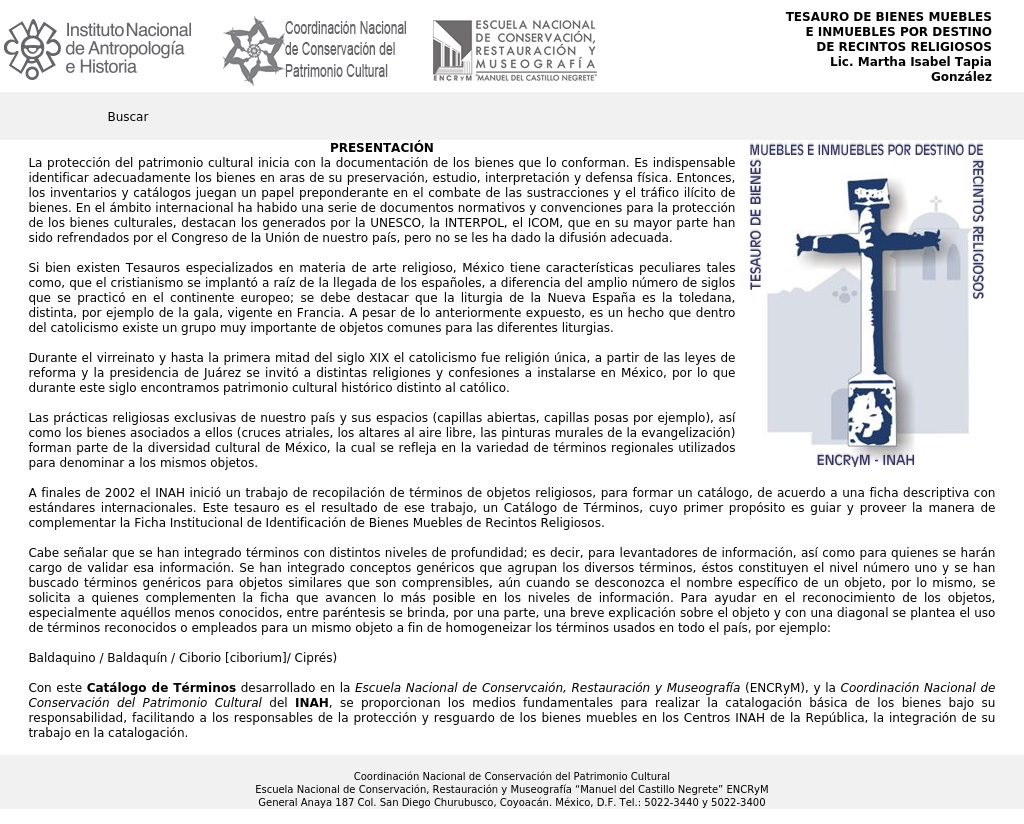 Instituto Nacional
de Antropología
e Historia
Coordinación Nacional
de Conservación del
Patrimonio Cultural
ESCUELA NACIONAL
DE CONSERVACIÓN,
RESTAURACIÓN Y
MUSEOGRAFÍA
ENCRyM "MANUEL DEL CASTILLO NEGRETE"
TESAURO DE BIENES MUEBLES
E INMUEBLES POR DESTINO
DE RECINTOS RELIGIOSOS
Lic. Martha Isabel Tapia
González
Buscar
PRESENTACIÓN
La protección del patrimonio cultural inicia con la documentación de los bienes que lo conforman. Es indispensable
identificar adecuadamente los bienes en aras de su preservación, estudio, interpretación y defensa física. Entonces,
los inventarios y catálogos juegan un papel preponderante en el combate de las sustracciones y el tráfico ilícito de
bienes. En el ámbito internacional ha habido una serie de documentos normativos y convenciones para la protección
de los bienes culturales, destacan los generados por la UNESCO, la INTERPOL, el ICOM, que en su mayor parte han
sido refrendados por el Congreso de la Unión de nuestro país, pero no se les ha dado la difusión adecuada.
Si bien existen Tesauros especializados en materia de arte religioso, México tiene características peculiares tales
como, que el cristianismo se implantó a raíz de la llegada de los españoles, a diferencia del amplio número de siglos
que se practicó en el continente europeo; se debe destacar que la liturgia de la Nueva España es la toledana,
distinta, por ejemplo de la gala, vigente en Francia. A pesar de lo anteriormente expuesto, es un hecho que dentro
del catolicismo existe un grupo muy importante de objetos comunes para las diferentes liturgias.
Durante el virreinato y hasta la primera mitad del siglo XIX el catolicismo fue religión única, a partir de las leyes de
reforma y la presidencia de Juárez se invitó a distintas religiones y confesiones a instalarse en México, por lo que
durante este siglo encontramos patrimonio cultural histórico distinto al católico.
Las prácticas religiosas exclusivas de nuestro país y sus espacios (capillas abiertas, capillas posas por ejemplo), así
como los bienes asociados a ellos (cruces atriales, los altares al aire libre, las pinturas murales de la evangelización)
forman parte de la diversidad cultural de México, la cual se refleja en la variedad de términos regionales utilizados
para denominar a los mismos objetos.
TESAURO DE BIENES
MUEBLES E INMUEBLES POR DESTINO DE
RECINTOS RELIGIOSOS
ENCRyM - INAH
A finales de 2002 el INAH inició un trabajo de recopilación de términos de objetos religiosos, para formar un catálogo, de acuerdo a una ficha descriptiva con
estándares internacionales. Este tesauro es el resultado de ese trabajo, un Catálogo de Términos, cuyo primer propósito es guiar y proveer la manera de
complementar la Ficha Institucional de Identificación de Bienes Muebles de Recintos Religiosos.
Cabe señalar que se han integrado términos con distintos niveles de profundidad; es decir, para levantadores de información, así como para quienes se harán
cargo de validar esa información. Se han integrado conceptos genéricos que agrupan los diversos términos, éstos constituyen el nivel número uno y se han
buscado términos genéricos para objetos similares que son comprensibles, aún cuando se desconozca el nombre específico de un objeto, por lo mismo, se
solicita a quienes complementen la ficha que avancen lo más posible en los niveles de información. Para ayudar en el reconocimiento de los objetos,
especialmente aquéllos menos conocidos, entre paréntesis se brinda, por una parte, una breve explicación sobre el objeto y con una diagonal se plantea el uso
de términos reconocidos o empleados para un mismo objeto a fin de homogeneizar los términos usados en todo el país, por ejemplo:
Baldaquino / Baldaquín / Ciborio [ciborium]/ Ciprés)
Con este Catálogo de Términos desarrollado en la Escuela Nacional de Conservcaión, Restauración y Museografía (ENCRyM), y la Coordinación Nacional de
Conservación del Patrimonio Cultural del INAH, se proporcionan los medios fundamentales para realizar la catalogación básica de los bienes bajo su
responsabilidad, facilitando a los responsables de la protección y resguardo de los bienes muebles en los Centros INAH de la República, la integración de su
trabajo en la catalogación.
Coordinación Nacional de Conservación del Patrimonio Cultural
Escuela Nacional de Conservación, Restauración y Museografía “Manuel del Castillo Negrete” ENCRyM
General Anaya 187 Col. San Diego Churubusco, Coyoacán. México, D.F. Tel.: 5022-3440 y 5022-3400